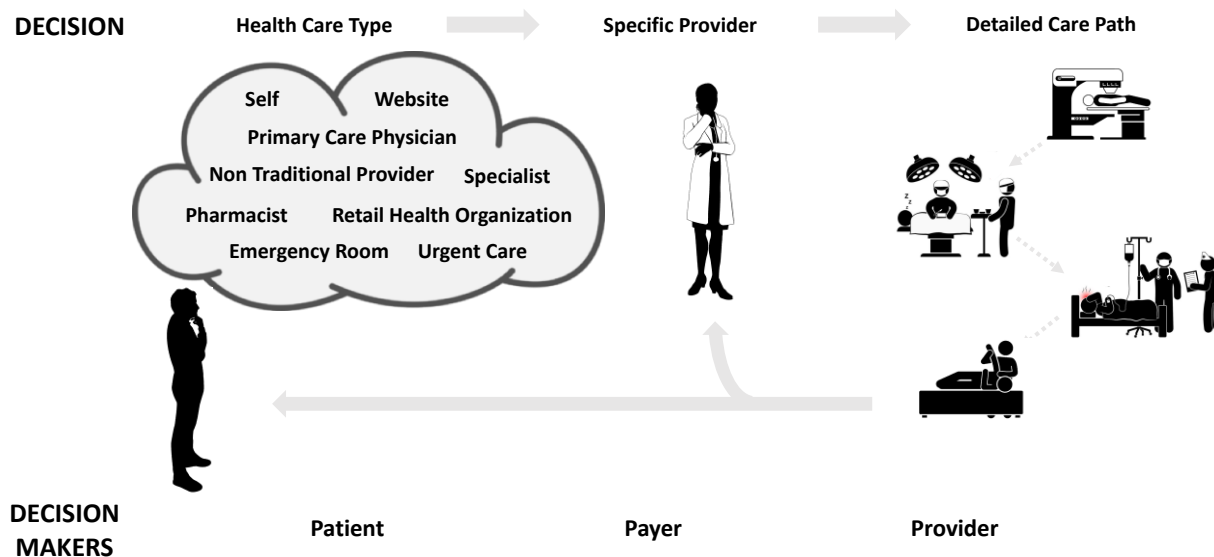 DECISION
Health Care Type
Specific Provider
Detailed Care Path
Self
Website
Primary Care Physician
Non Traditional Provider
Specialist
Pharmacist
Retail Health Organization
Emergency Room
Urgent Care
z
z
z
DECISION
MAKERS
Patient
Payer
Provider